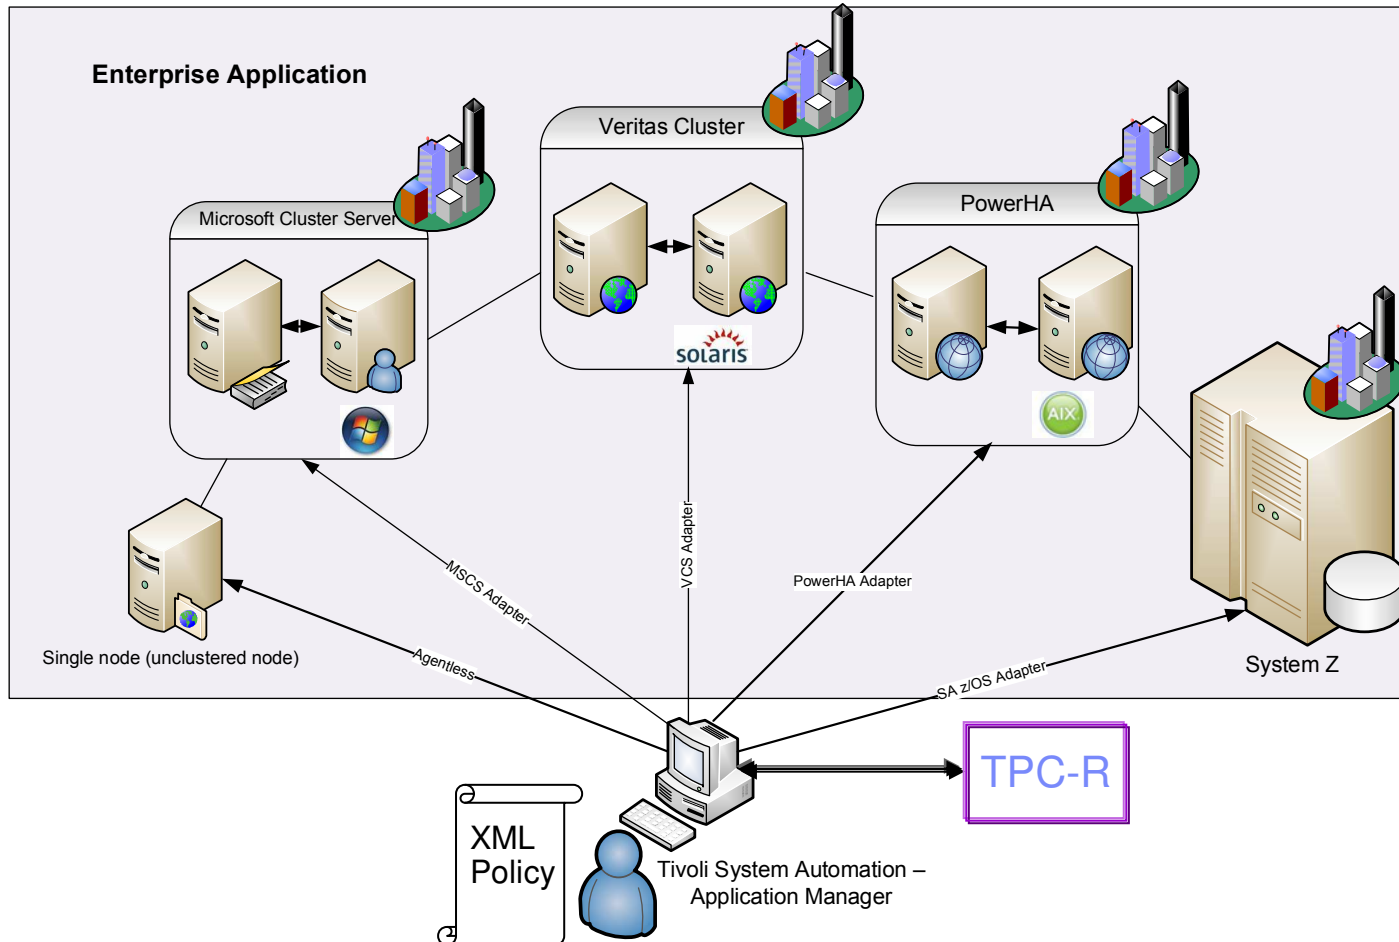 Enterprise Application
Veritas Cluster
Microsoft Cluster Server
PowerHA
solaris
AIX
MSCS Adapter
VCS Adapter
PowerHA Adapter
Single node (unclustered node)
Agentless
SA z/OS Adapter
System Z
TPC-R
XML
Policy
Tivoli System Automation –
Application Manager